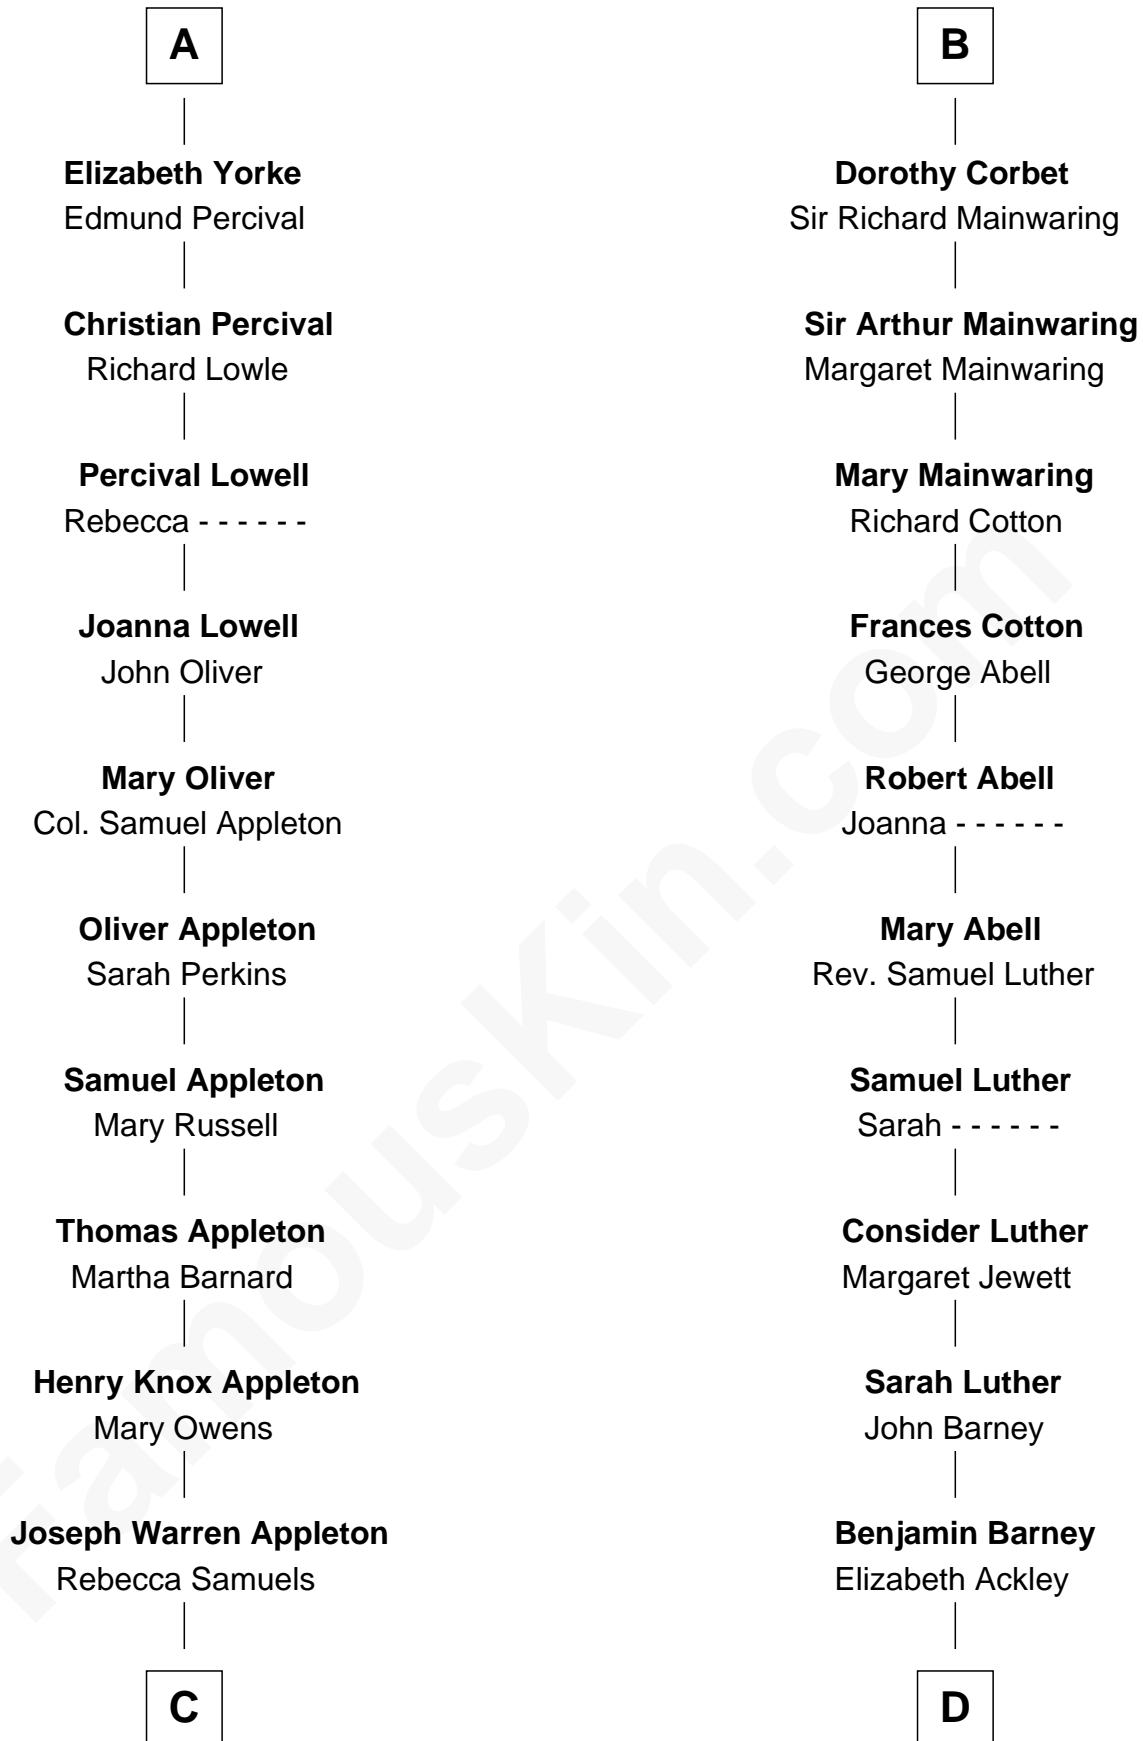 A
Elizabeth Yorke
Edmund Percival
Christian Percival
Richard Lowle
Percival Lowell
Rebecca - - - - - -
Joanna Lowell
John Oliver
Mary Oliver
Col. Samuel Appleton
Oliver Appleton
Sarah Perkins
Samuel Appleton
Mary Russell
Thomas Appleton
Martha Barnard
Henry Knox Appleton
Mary Owens
Joseph Warren Appleton
Rebecca Samuels
C
B
Dorothy Corbet
Sir Richard Mainwaring
Sir Arthur Mainwaring
Margaret Mainwaring
Mary Mainwaring
Richard Cotton
Frances Cotton
George Abell
Robert Abell
Joanna - - - - - -
Mary Abell
Rev. Samuel Luther
Samuel Luther
Sarah - - - - - -
Consider Luther
Margaret Jewett
Sarah Luther
John Barney
Benjamin Barney
Elizabeth Ackley
D
FamousKin.com